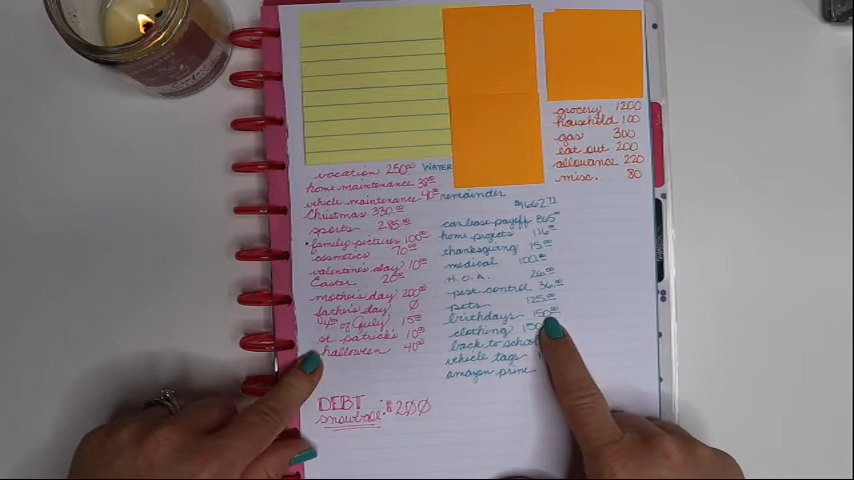 vacation 250.00
home maintenance 38.00
vehicle maintenance 40.00
Christmas 330.00
sports 285.00
family pictures 100.00
cosmetics 70.00
valentine's day 10.00
Easter 20.00
mother's day 200.00
father's day 0
4th of July 15.00
st. patrick's 10.00
halloween 40.00
DEBT
snowball: $200
WATER
remainder
car lease payoff 865.00
home projects
thanksgiving 15.00
medical 100.00
H.O.A. 26.00
pest control 36.00
pets 125.00
birthdays 150.00
clothing
back to school
vehicle tags
amazon prime
grocery 1200
household 100
gas 300
eat out 200
allowance 220
misc. 80